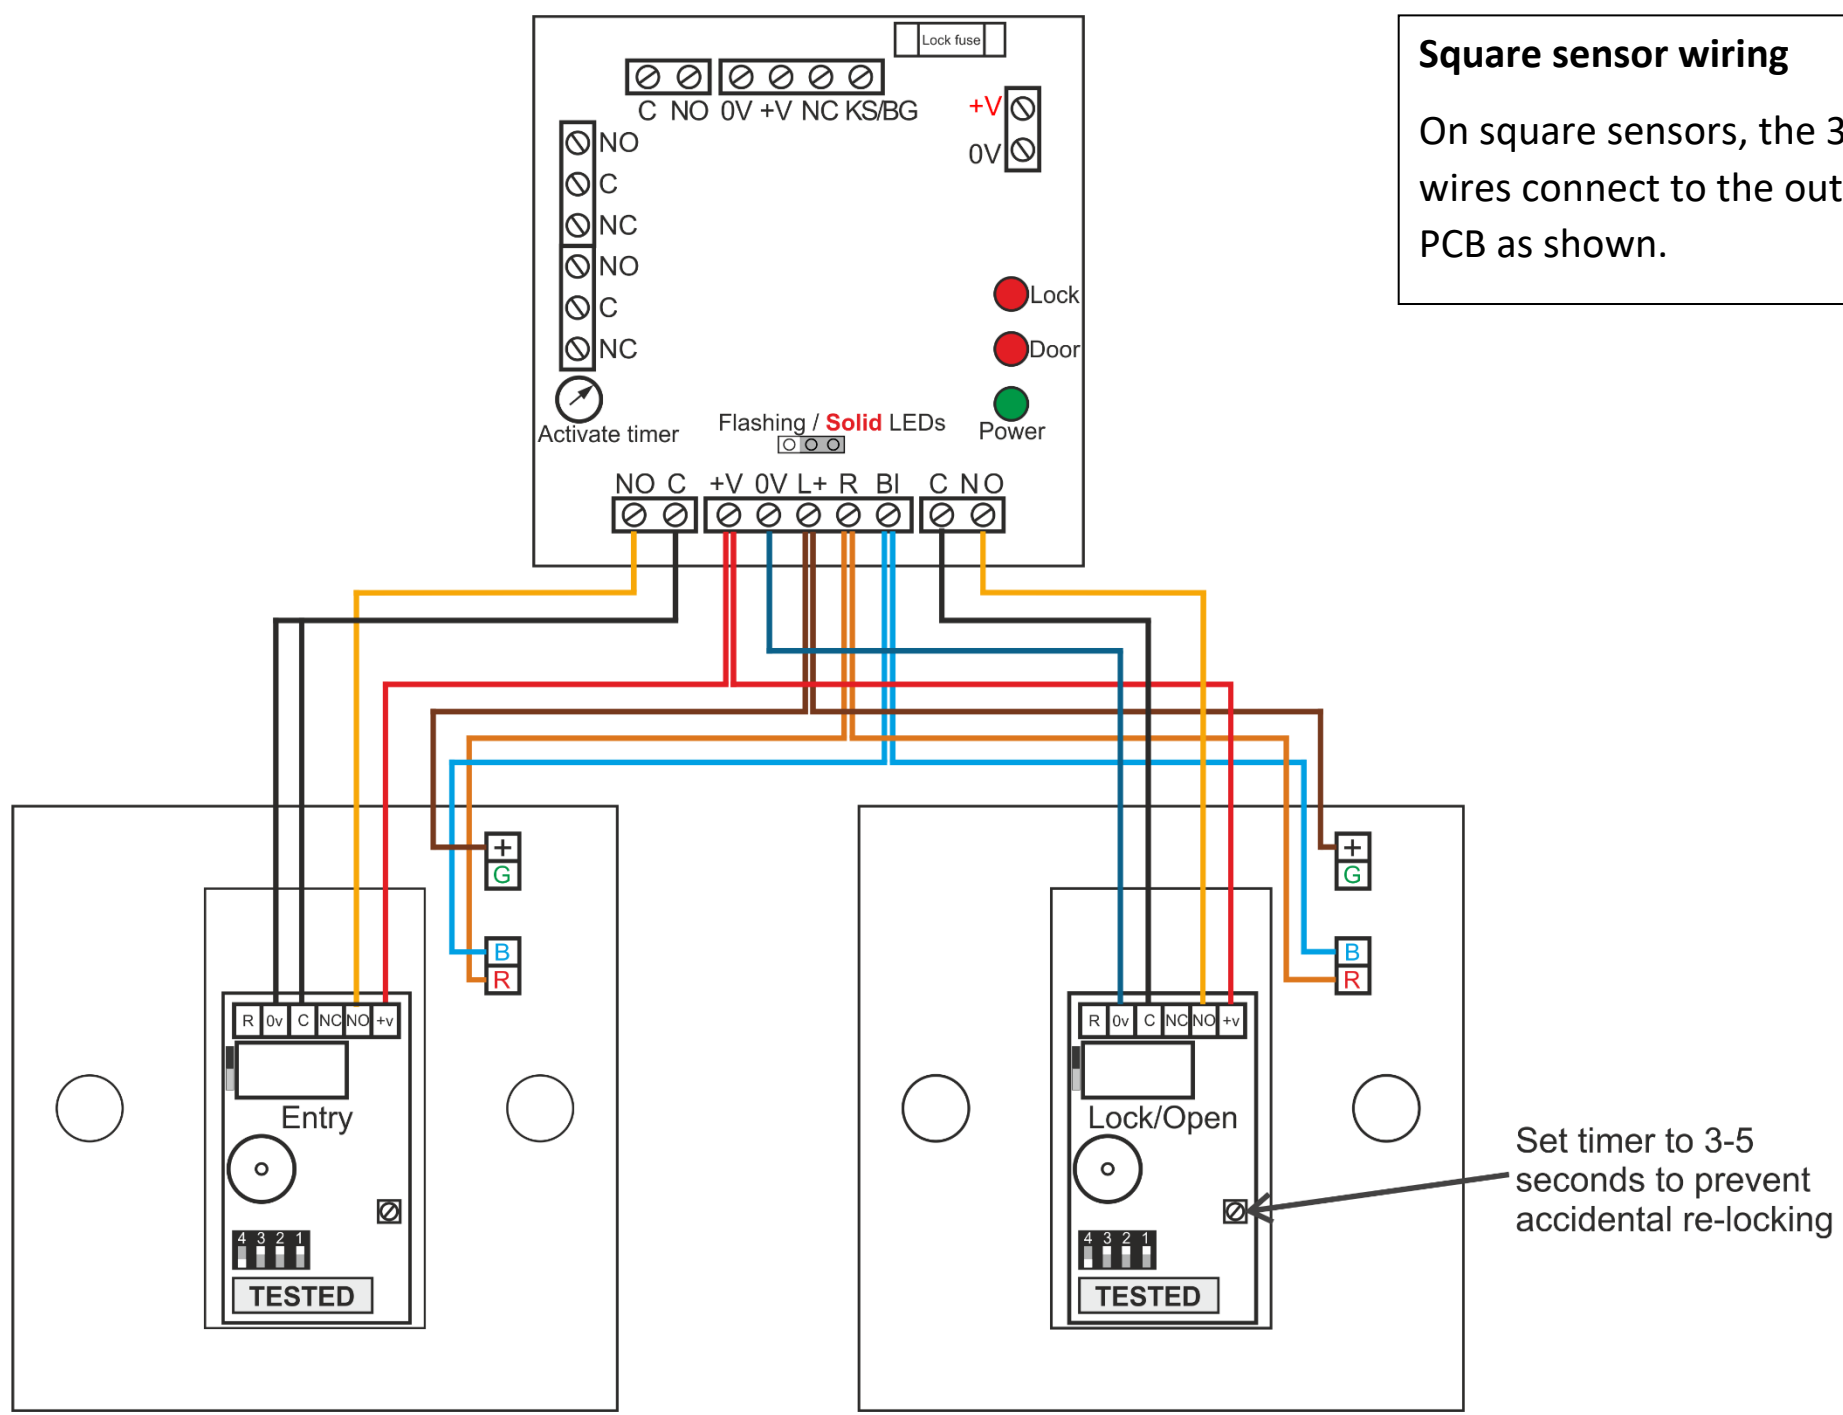 Lock fuse
C NO 0V +V NC KS/BG
+V
0V
NO
C
NC
NO
C
NC
Activate timer
Lock
Door
Power
Flashing / Solid LEDs
NO C +V 0V L+ R Bl C NO
Square sensor wiring
On square sensors, the 3
wires connect to the out
PCB as shown.
+
G
B
R
R 0v C NC NO +v
Entry
4 3 2 1
TESTED
+
G
B
R
R 0v C NC NO +v
Lock/Open
4 3 2 1
TESTED
Set timer to 3-5
seconds to prevent
accidental re-locking